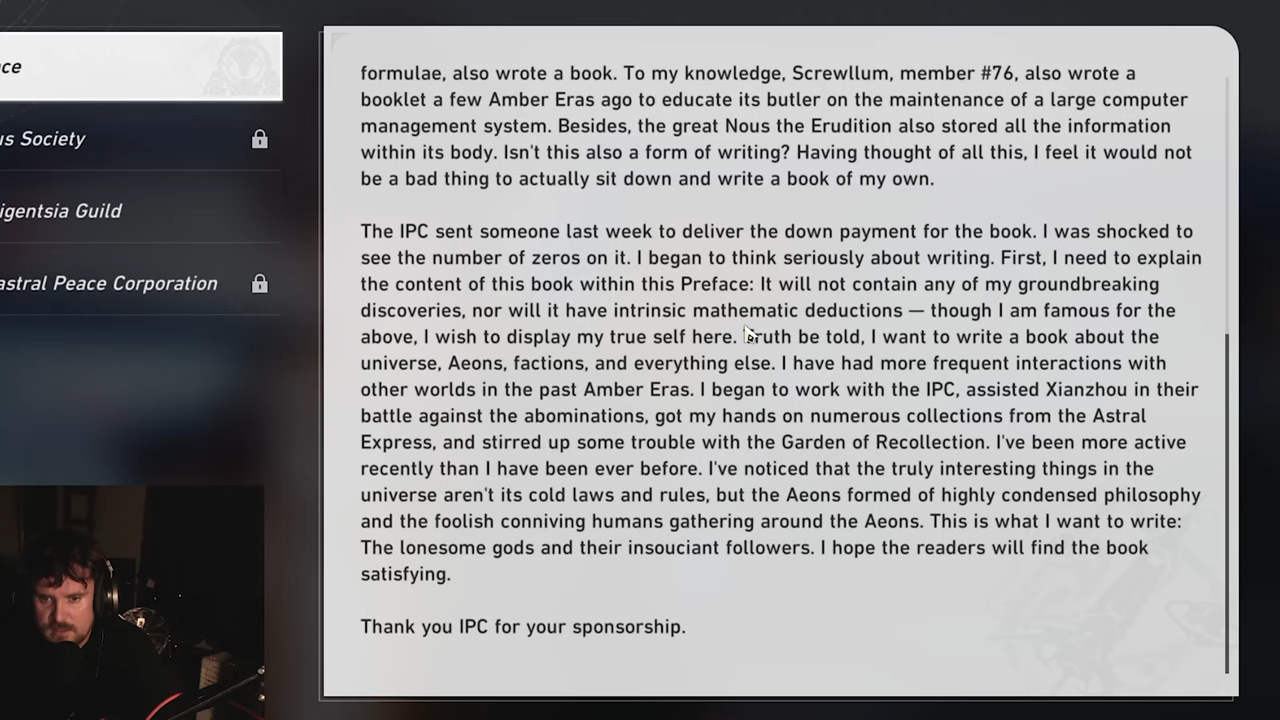 ce
us Society
igentsia Guild
astral Peace Corporation
formulae, also wrote a book. To my knowledge, Screwllum, member #76, also wrote a
booklet a few Amber Eras ago to educate its butler on the maintenance of a large computer
management system. Besides, the great Nous the Erudition also stored all the information
within its body. Isn't this also a form of writing? Having thought of all this, I feel it would not
be a bad thing to actually sit down and write a book of my own.
The IPC sent someone last week to deliver the down payment for the book. I was shocked to
see the number of zeros on it. I began to think seriously about writing. First, I need to explain
the content of this book within this Preface: It will not contain any of my groundbreaking
discoveries, nor will it have intrinsic mathematic deductions — though I am famous for the
above, I wish to display my true self here. Truth be told, I want to write a book about the
universe, Aeons, factions, and everything else. I have had more frequent interactions with
other worlds in the past Amber Eras. I began to work with the IPC, assisted Xianzhou in their
battle against the abominations, got my hands on numerous collections from the Astral
Express, and stirred up some trouble with the Garden of Recollection. I've been more active
recently than I have been ever before. I've noticed that the truly interesting things in the
universe aren't its cold laws and rules, but the Aeons formed of highly condensed philosophy
and the foolish conniving humans gathering around the Aeons. This is what I want to write:
The lonesome gods and their insouciant followers. I hope the readers will find the book
satisfying.
Thank you IPC for your sponsorship.